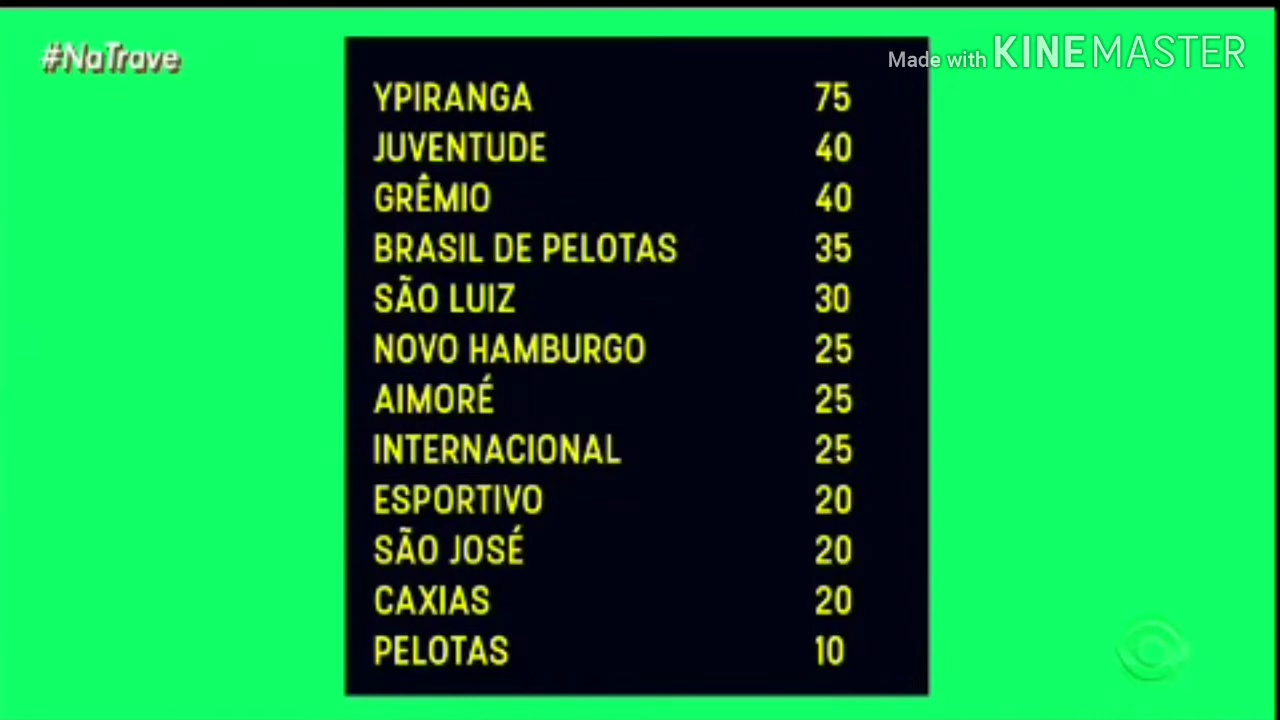 #NaTrave
Made with KINEMASTER
YPIRANGA 75
JUVENTUDE 40
GRÊMIO 40
BRASIL DE PELOTAS 35
SÃO LUIZ 30
NOVO HAMBURGO 25
AIMORÉ 25
INTERNACIONAL 25
ESPORTIVO 20
SÃO JOSÉ 20
CAXIAS 20
PELOTAS 10